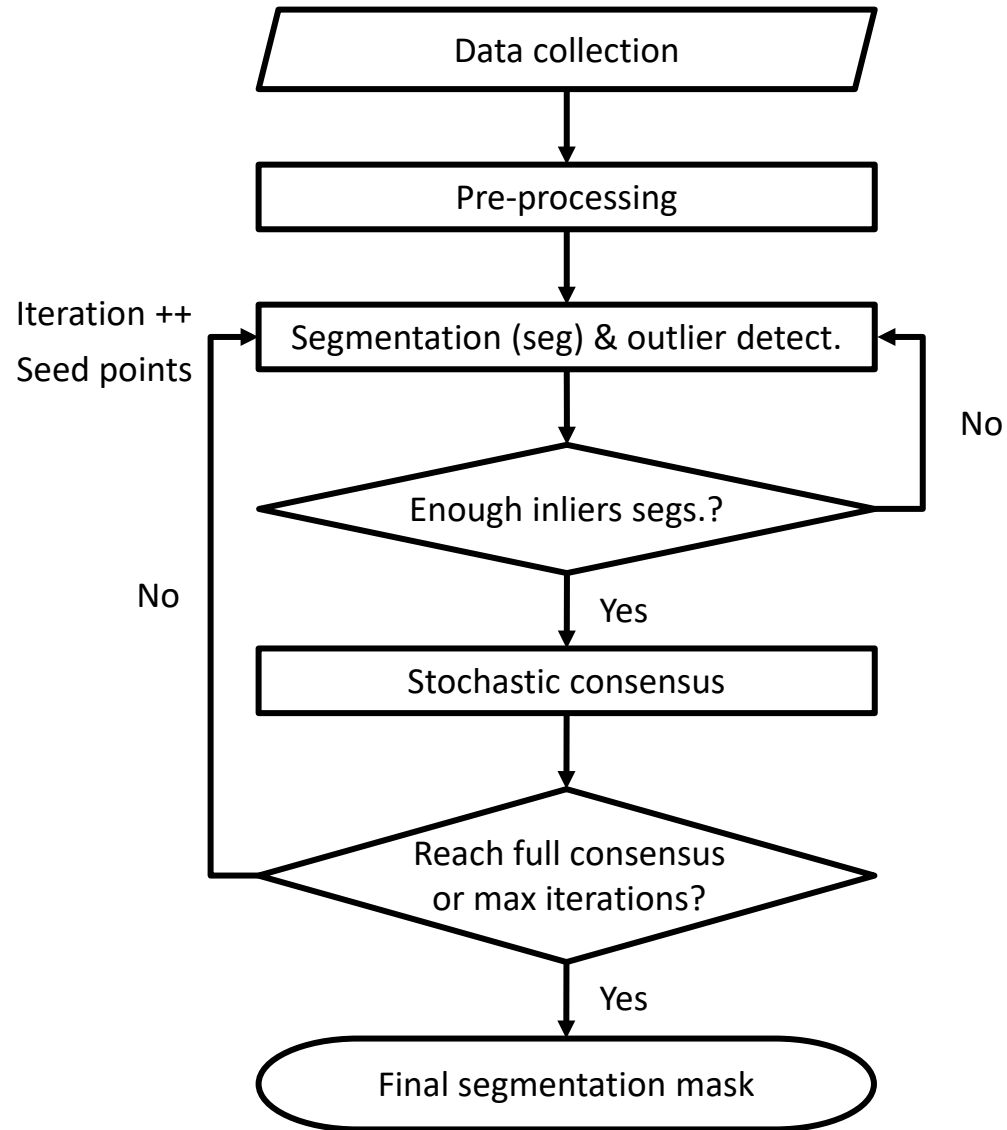 Data collection
Pre-processing
Iteration ++
Seed points
Segmentation (seg) & outlier detect.
No
Enough inliers segs.?
No
Yes
Stochastic consensus
Reach full consensus
or max iterations?
Yes
Final segmentation mask